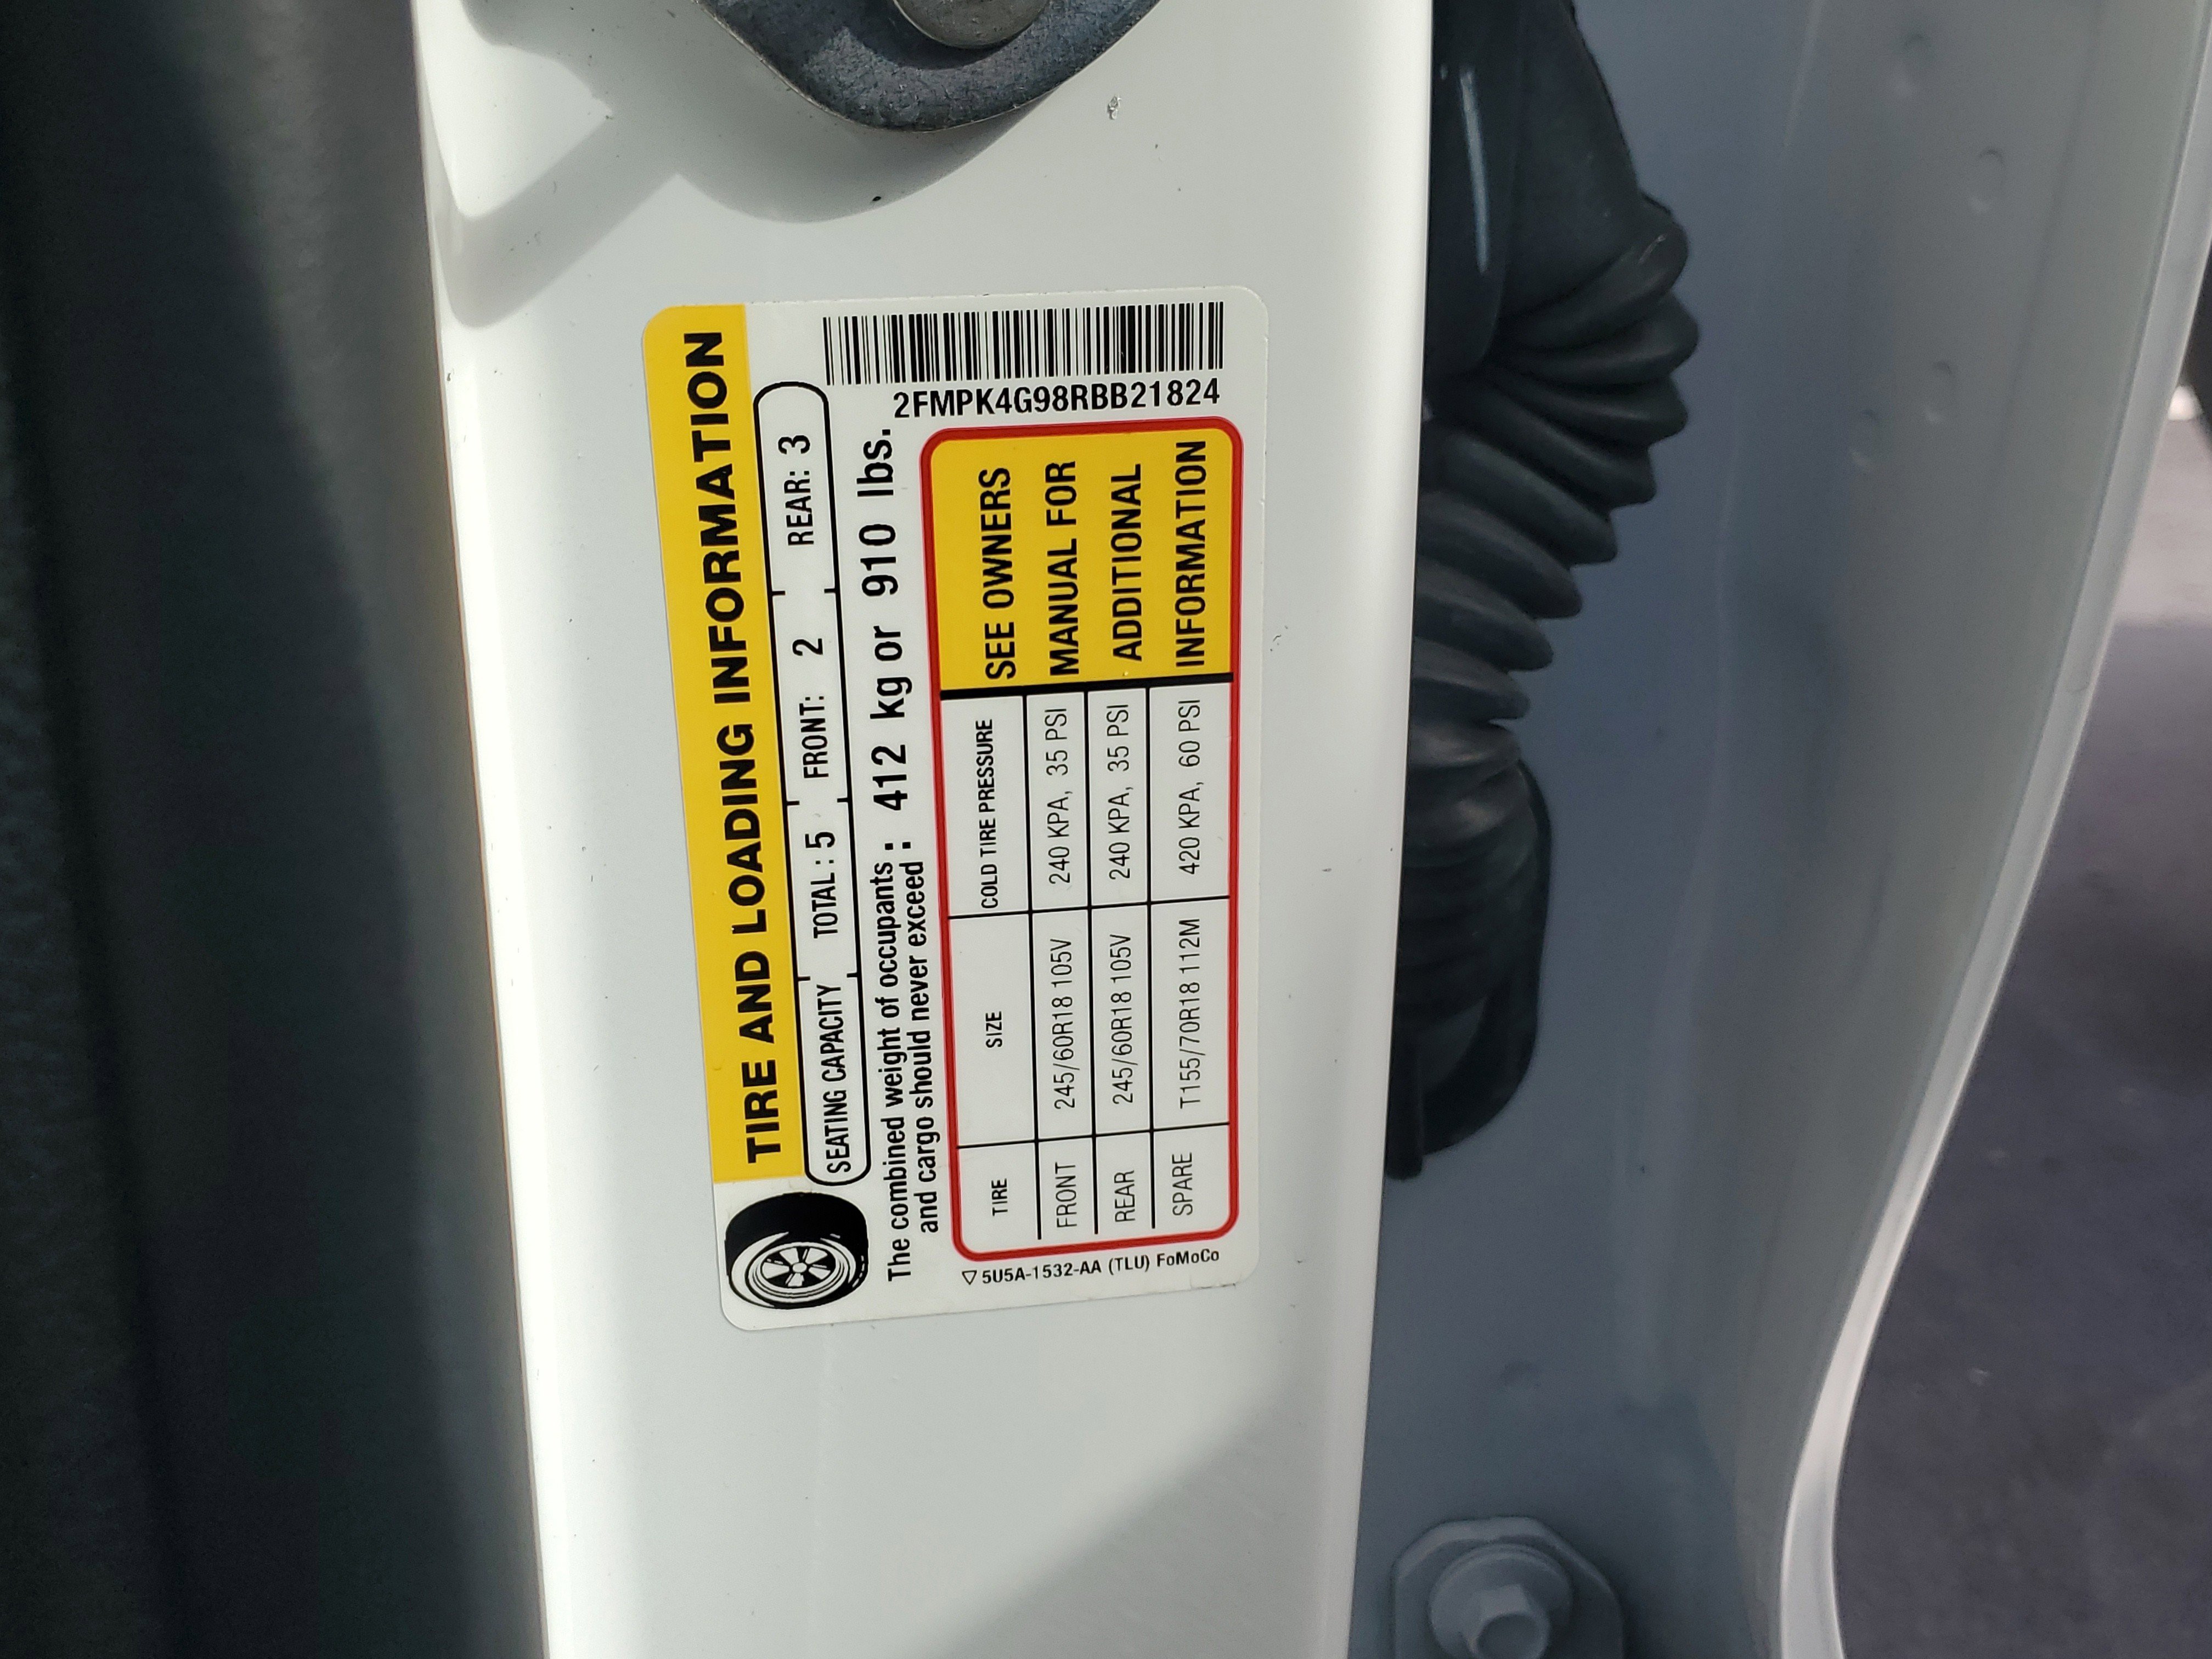 TIRE AND LOADING INFORMATION
SEATING CAPACITY TOTAL : 5 FRONT: 2 REAR: 3
The combined weight of occupants : 412 kg or 910 lbs.
and cargo should never exceed :
TIRE SIZE COLD TIRE PRESSURE
FRONT 245/60R18 105V 240 KPA, 35 PSI
REAR 245/60R18 105V 240 KPA, 35 PSI
SPARE T155/70R18 112M 420 KPA, 60 PSI
SEE OWNERS
MANUAL FOR
ADDITIONAL
INFORMATION
5U5A-1532-AA (TLU) FoMoCo
2FMPK4G98RBB21824